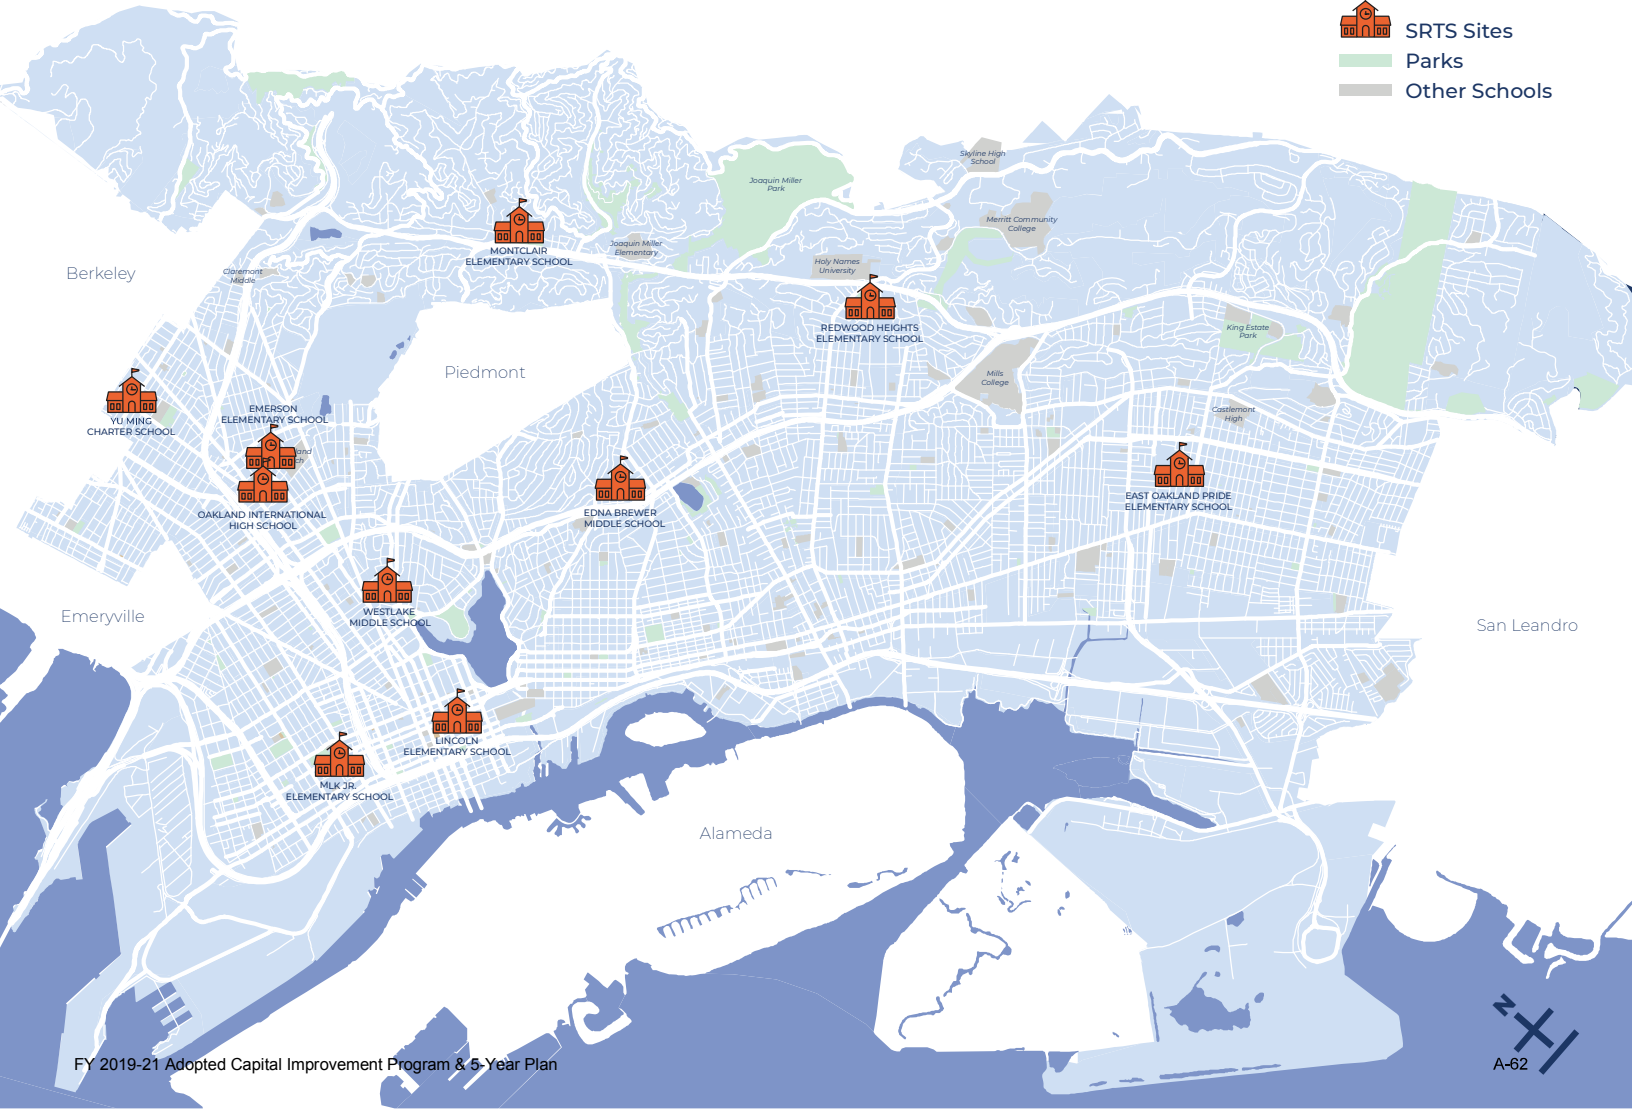 SRTS Sites
Parks
Other Schools
Skyline High
School
Joaquin Miller
Park
Merritt Community
College
MONTCLAIR
ELEMENTARY SCHOOL
Joaquin Miller
Elementary
Holy Names
University
Berkeley
Claremont
Middle
REDWOOD HEIGHTS
ELEMENTARY SCHOOL
King Estate
Park
Piedmont
Mills
College
EMERSON
ELEMENTARY SCHOOL
YU MING
CHARTER SCHOOL
Castlemont
High
land
ch
OAKLAND INTERNATIONAL
HIGH SCHOOL
EDNA BREWER
MIDDLE SCHOOL
EAST OAKLAND PRIDE
ELEMENTARY SCHOOL
Emeryville
WESTLAKE
MIDDLE SCHOOL
San Leandro
LINCOLN
ELEMENTARY SCHOOL
MLK JR.
ELEMENTARY SCHOOL
Alameda
N
FY 2019-21 Adopted Capital Improvement Program & 5-Year Plan
A-62